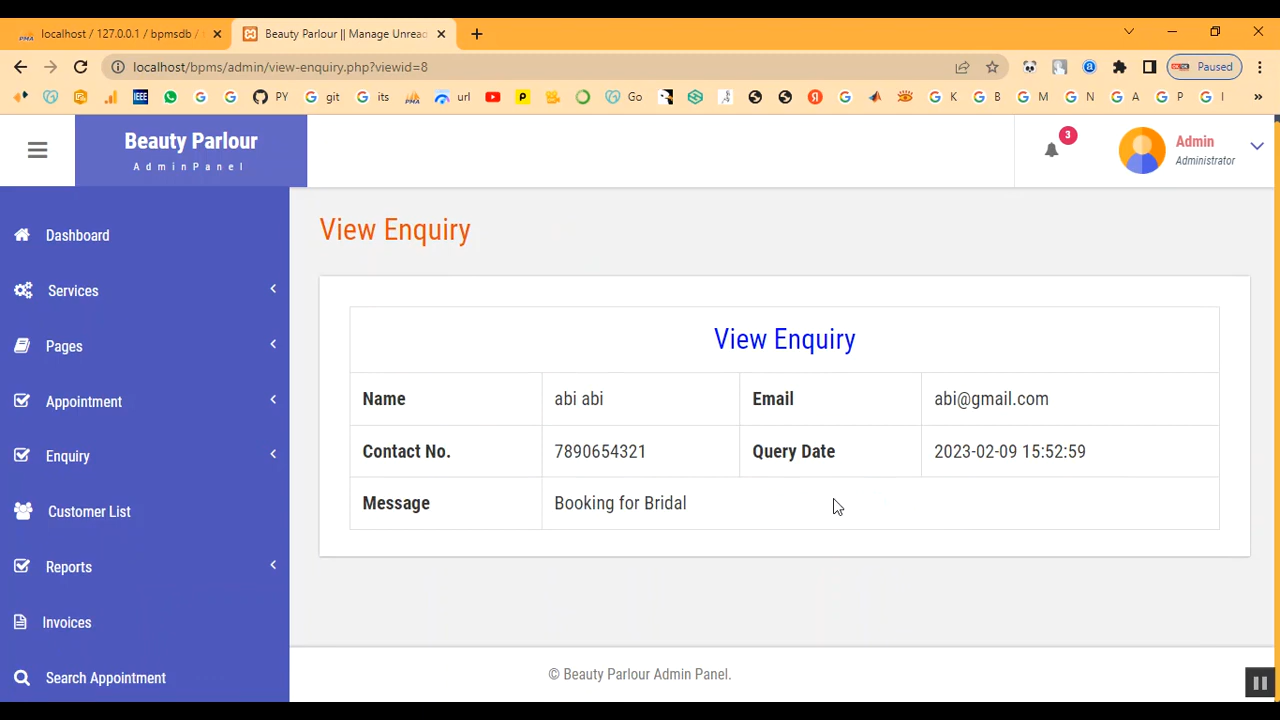 localhost / 127.0.0.1 / bpmsdb /
Beauty Parlour || Manage Unread
localhost/bpms/admin/view-enquiry.php?viewid=8
Paused
IEEE
PY
git
its
PMA
url
Go
K
B
M
N
A
P
I
»
Beauty Parlour
AdminPanel
3
Admin
Administrator
Dashboard
Services
Pages
Appointment
Enquiry
Customer List
Reports
Invoices
Search Appointment
View Enquiry
View Enquiry
Name abi abi Email abi@gmail.com
Contact No. 7890654321 Query Date 2023-02-09 15:52:59
Message Booking for Bridal
© Beauty Parlour Admin Panel.